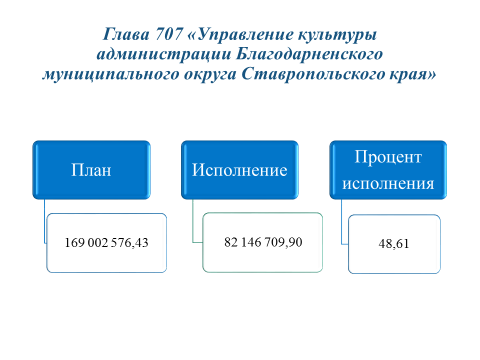 Глава 707 «Управление культуры
администрации Благодарненского
муниципального округа Ставропольского края»
План
Исполнение
Процент
исполнения
169 002 576,43
82 146 709,90
48,61